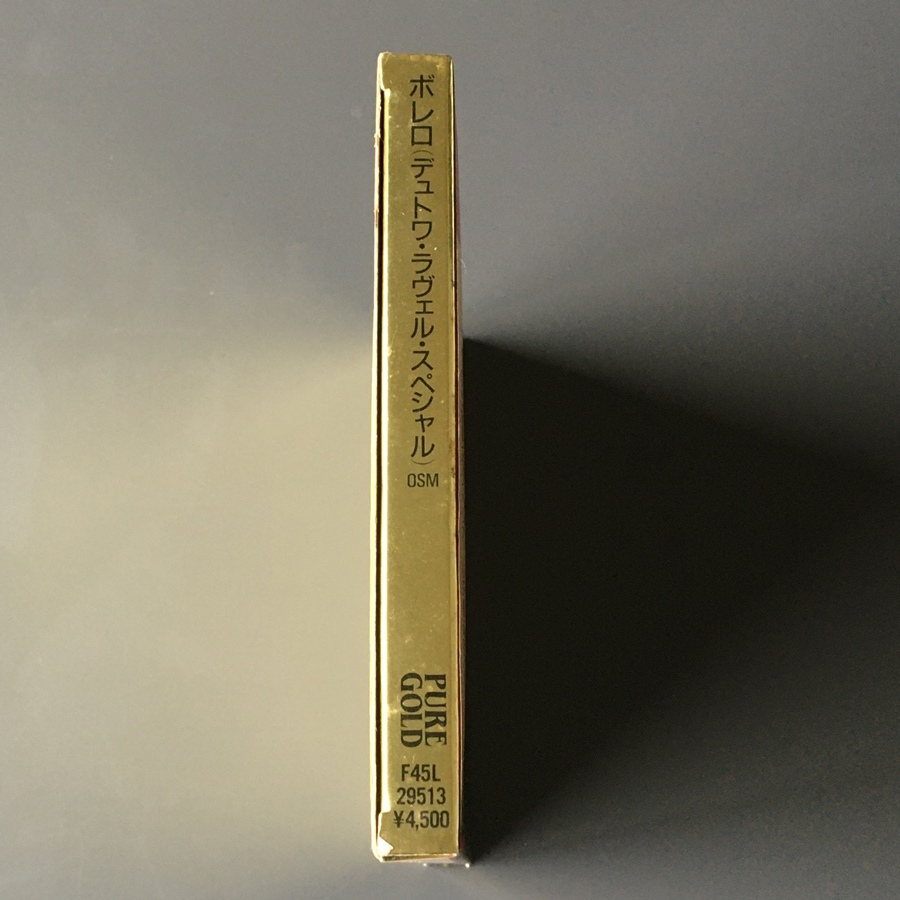 ボレロ(デュトワ・ラヴェル・スペシャル)
OSM
PURE
GOLD
F45L
29513
¥4,500